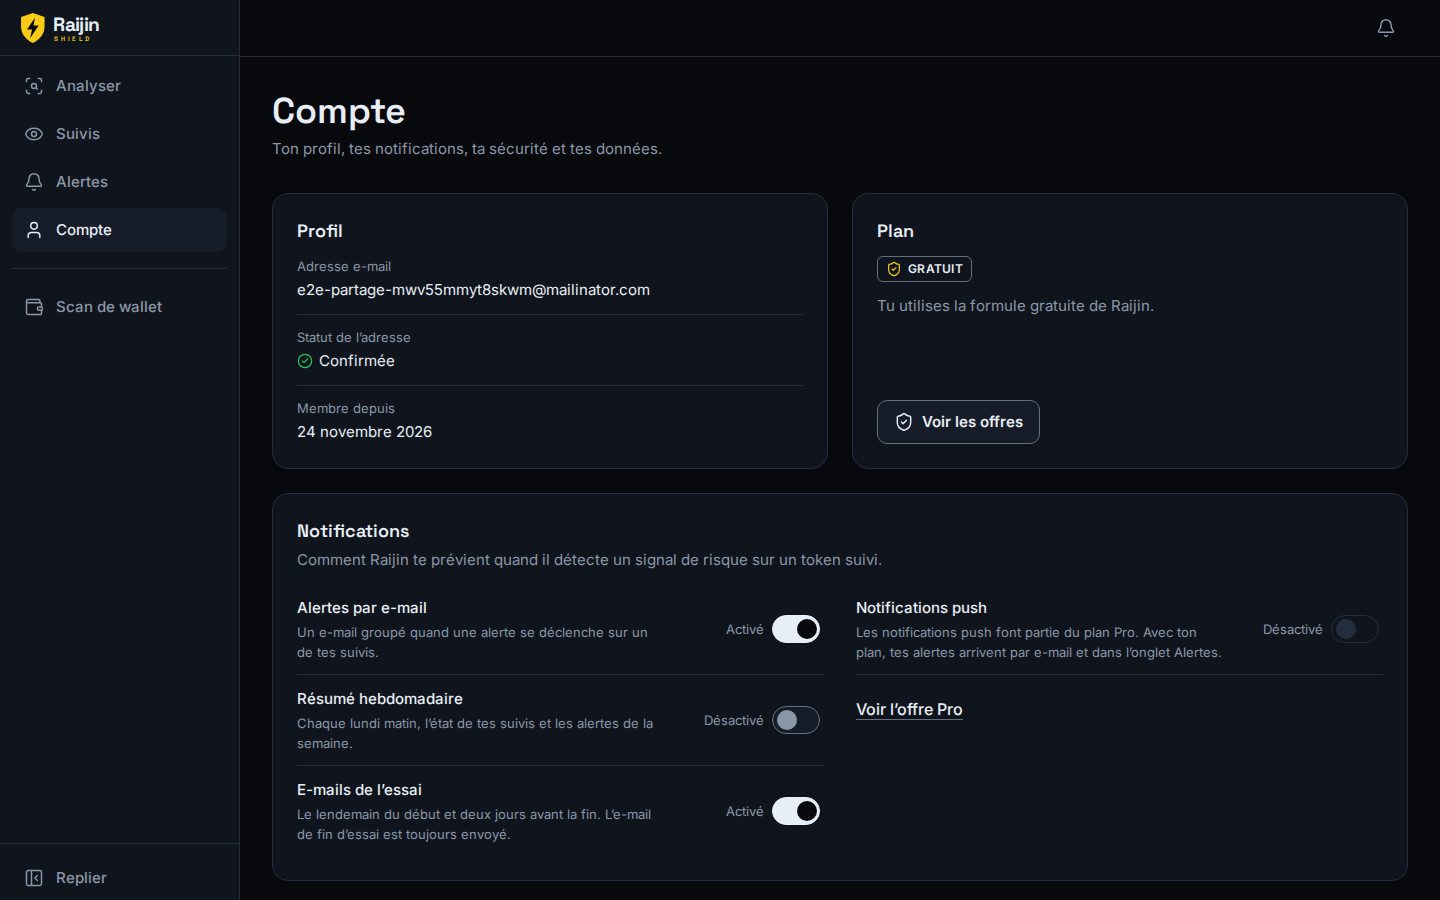 Raijin
SHIELD
Analyser
Suivis
Alertes
Compte
Scan de wallet
Replier
Compte
Ton profil, tes notifications, ta sécurité et tes données.
Profil
Adresse e-mail
e2e-partage-mwv55mmyt8skwm@mailinator.com
Statut de l’adresse
Confirmée
Membre depuis
24 novembre 2026
Plan
GRATUIT
Tu utilises la formule gratuite de Raijin.
Voir les offres
Notifications
Comment Raijin te prévient quand il détecte un signal de risque sur un token suivi.
Alertes par e-mail
Un e-mail groupé quand une alerte se déclenche sur un
de tes suivis.
Activé
Résumé hebdomadaire
Chaque lundi matin, l’état de tes suivis et les alertes de la
semaine.
Désactivé
E-mails de l’essai
Le lendemain du début et deux jours avant la fin. L’e-mail
de fin d’essai est toujours envoyé.
Activé
Notifications push
Les notifications push font partie du plan Pro. Avec ton
plan, tes alertes arrivent par e-mail et dans l’onglet Alertes.
Désactivé
Voir l’offre Pro